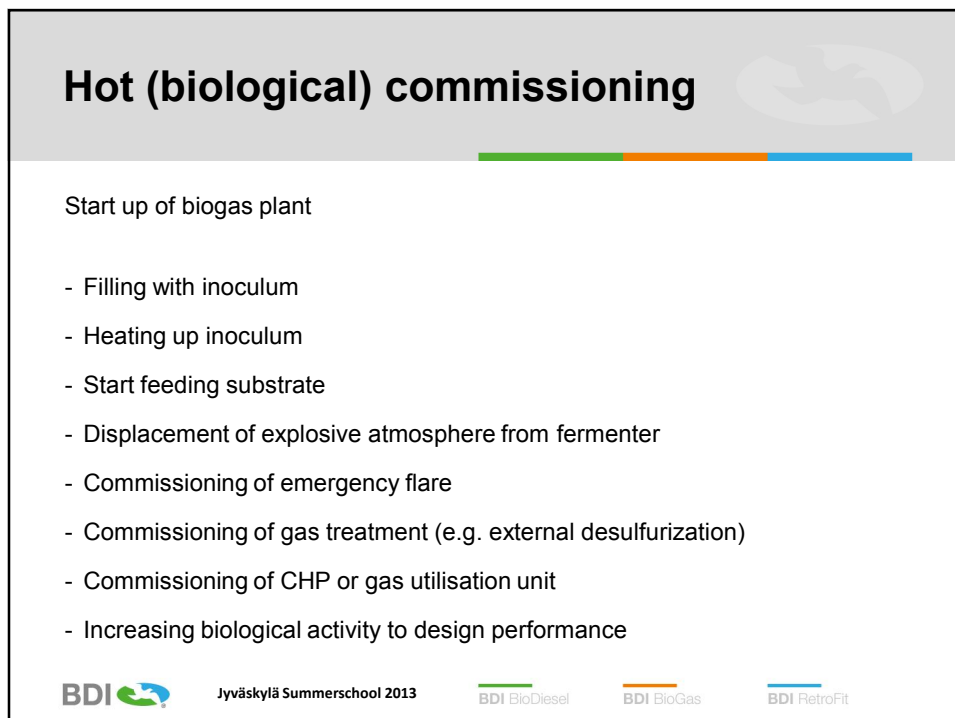 Hot (biological) commissioning
Start up of biogas plant
- Filling with inoculum
- Heating up inoculum
- Start feeding substrate
- Displacement of explosive atmosphere from fermenter
- Commissioning of emergency flare
- Commissioning of gas treatment (e.g. external desulfurization)
- Commissioning of CHP or gas utilisation unit
- Increasing biological activity to design performance
BDI Jyväskylä Summerschool 2013 BDI BioDiesel BDI BioGas BDI RetroFit